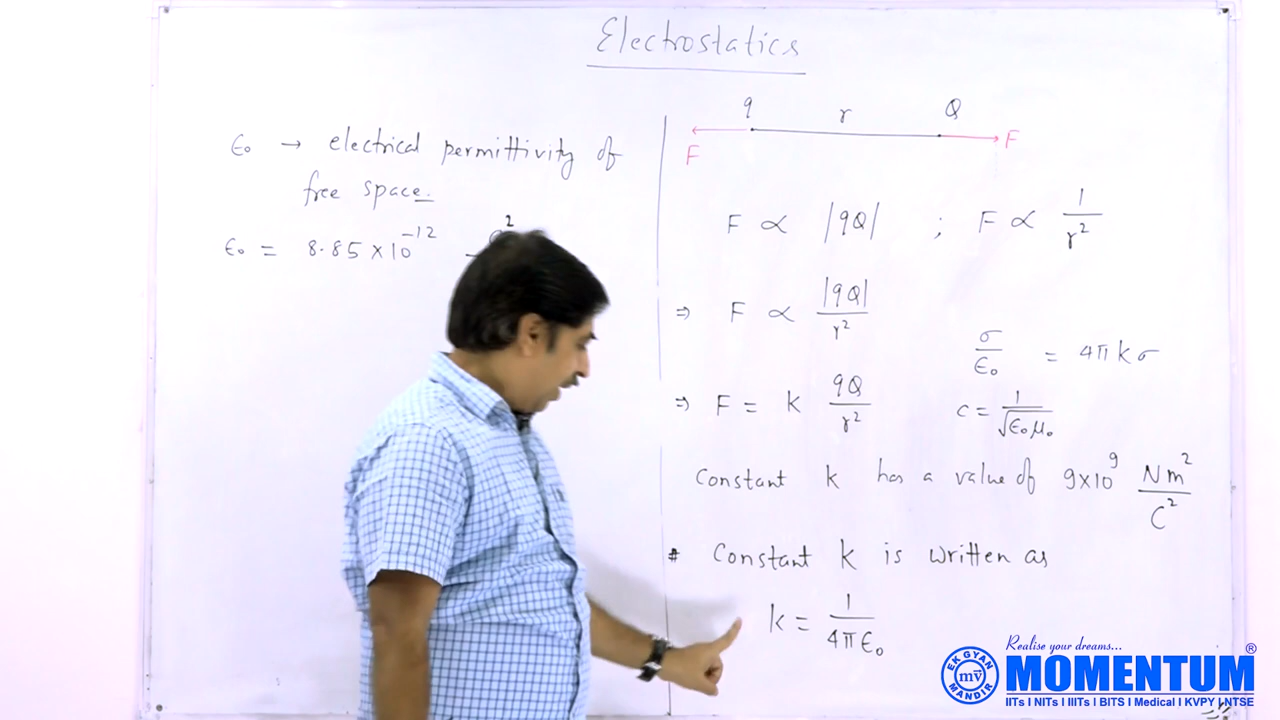 Electrostatics
ϵ₀ → electrical permittivity of
free space.
ϵ₀ = 8.85 × 10⁻¹²
q r Q
F F
F ∝ |qQ| ; F ∝ 1/r²
⇒ F ∝ |qQ|/r²
σ/ϵ₀ = 4πkσ
⇒ F = k qQ/r²
c = 1/√ϵ₀μ₀
Constant k has a value of 9×10⁹ Nm²/C²
# Constant k is written as
k = 1/4πϵ₀
Realise your dreams...
EK GYAN MANDIR
mv
MOMENTUM®
IITs I NITs I IIITs I BITS I Medical I KVPY I NTSE